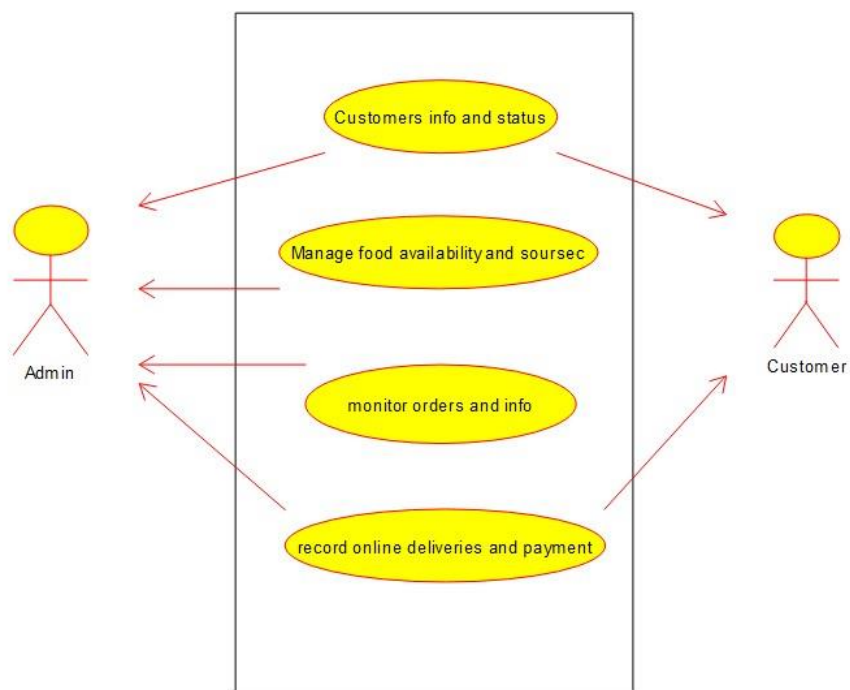 Customers info and status
Manage food availability and soursec
Admin
Customer
monitor orders and info
record online deliveries and payment